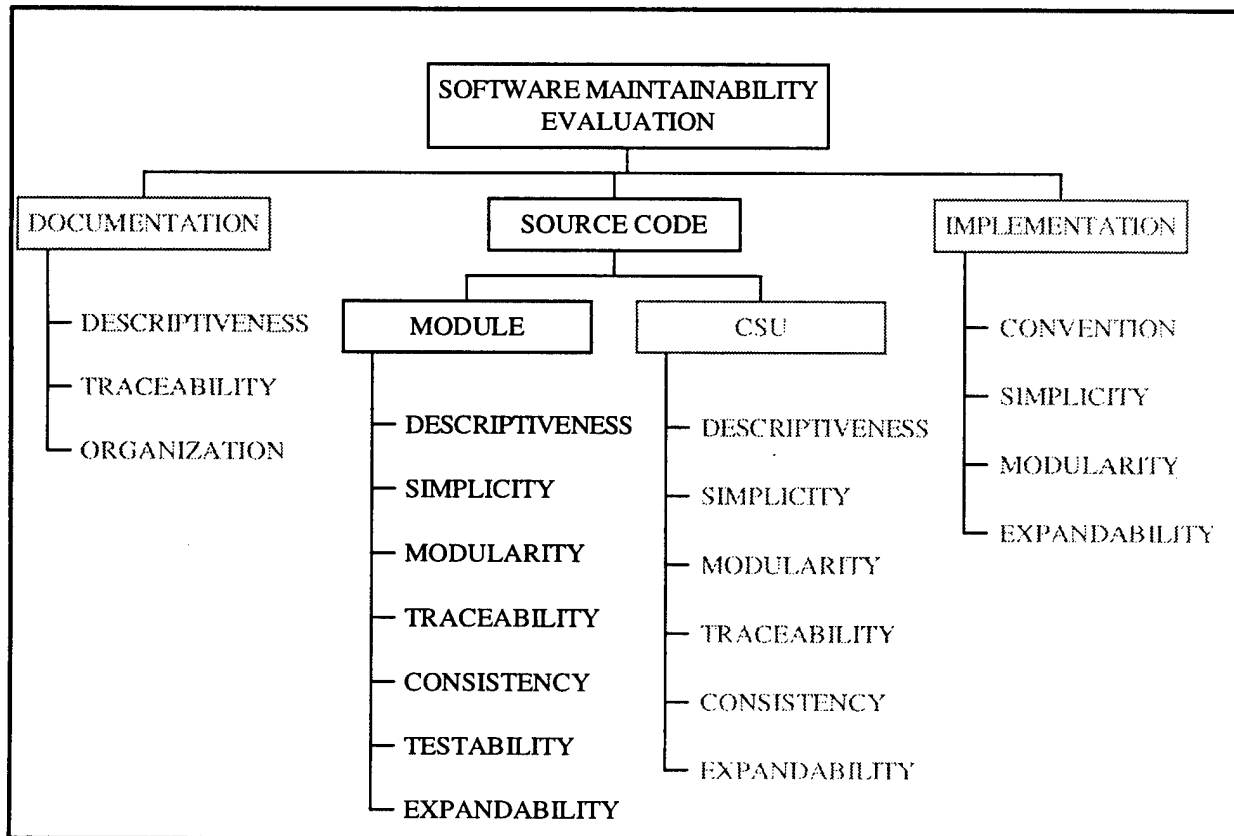 SOFTWARE MAINTAINABILITY
EVALUATION
DOCUMENTATION
SOURCE CODE
IMPLEMENTATION
DESCRIPTIVENESS
TRACEABILITY
ORGANIZATION
MODULE
DESCRIPTIVENESS
SIMPLICITY
MODULARITY
TRACEABILITY
CONSISTENCY
TESTABILITY
EXPANDABILITY
CSU
DESCRIPTIVENESS
SIMPLICITY
MODULARITY
TRACEABILITY
CONSISTENCY
EXPANDABILITY
CONVENTION
SIMPLICITY
MODULARITY
EXPANDABILITY